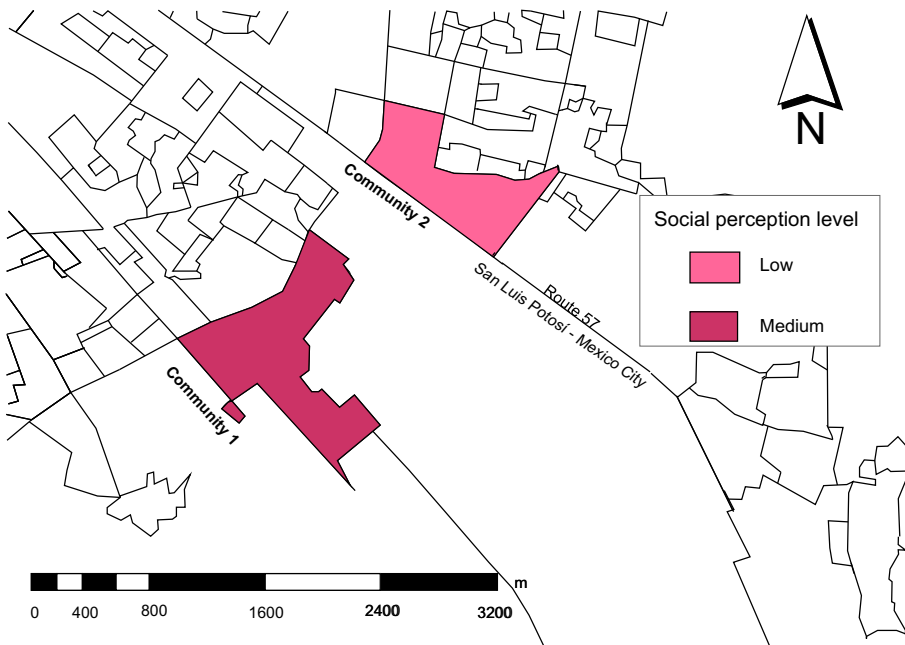 N
Community 2
Social perception level
Low
Medium
Route 57
San Luis Potosí - Mexico City
Community 1
m
0 400 800 1600 2400 3200